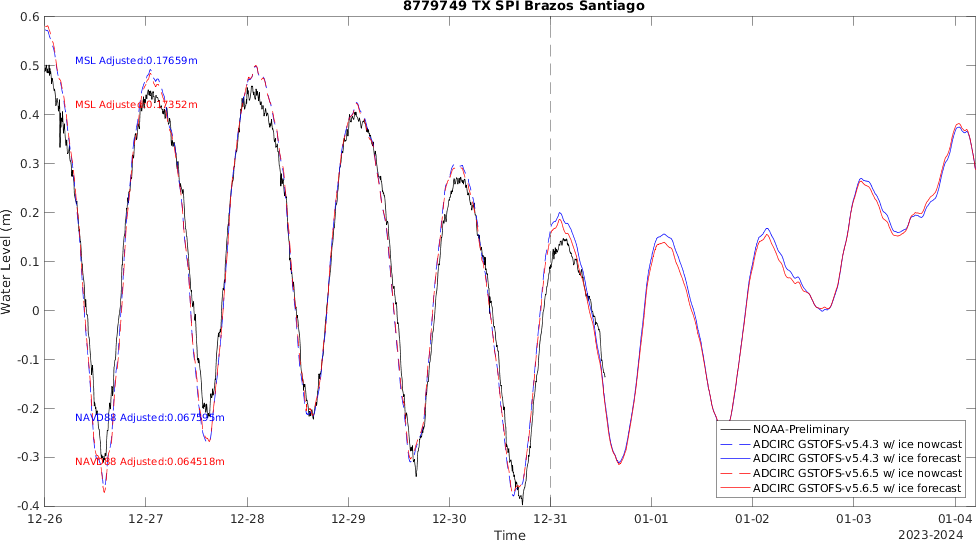 8779749 TX SPI Brazos Santiago
0.6
0.5
0.4
0.3
0.2
0.1
0
-0.1
-0.2
-0.3
-0.4
Water Level (m)
MSL Adjusted:0.17659m
MSL Adjusted:0.17352m
NAVD88 Adjusted:0.067595m
NAVD88 Adjusted:0.064518m
NOAA-Preliminary
ADCIRC GSTOFS-v5.4.3 w/ ice nowcast
ADCIRC GSTOFS-v5.4.3 w/ ice forecast
ADCIRC GSTOFS-v5.6.5 w/ ice nowcast
ADCIRC GSTOFS-v5.6.5 w/ ice forecast
12-26 12-27 12-28 12-29 12-30 12-31 01-01 01-02 01-03 01-04
Time
2023-2024